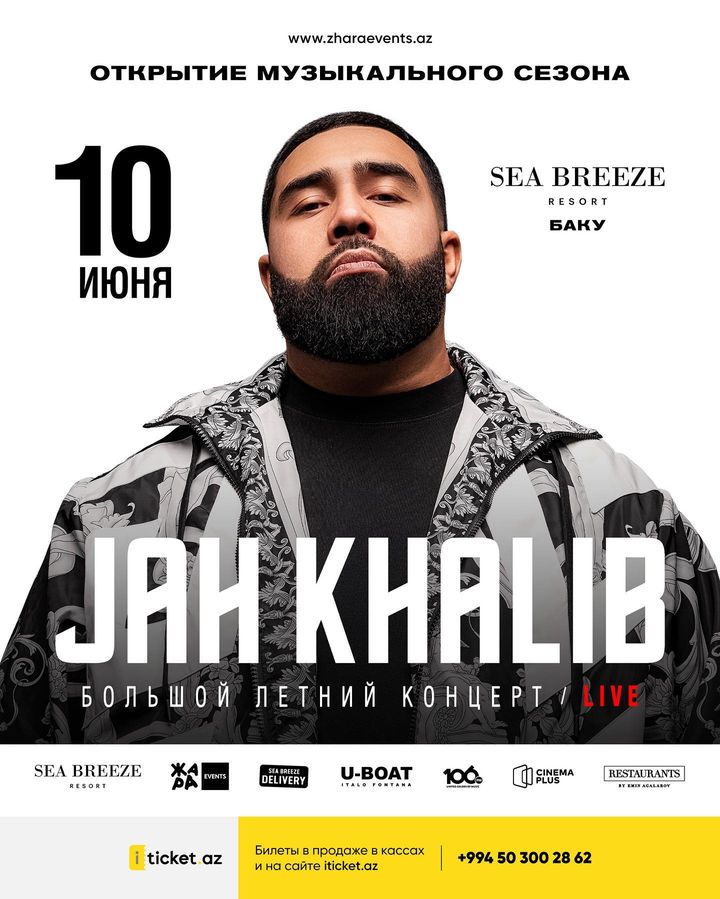 www.zharaevents.az
ОТКРЫТИЕ МУЗЫКАЛЬНОГО СЕЗОНА
10
ИЮНЯ
SEA BREEZE
RESORT
БАКУ
JAH KHALIB
БОЛЬШОЙ ЛЕТНИЙ КОНЦЕРТ / LIVE
SEA BREEZE
RESORT
ЖАРА
EVENTS
SEA BREEZE
DELIVERY
U-BOAT
ITALO FONTANA
106
CINEMA
PLUS
RESTAURANTS
BY EMIN AGALAROV
iticket.az
Билеты в продаже в кассах
и на сайте iticket.az
+994 50 300 28 62